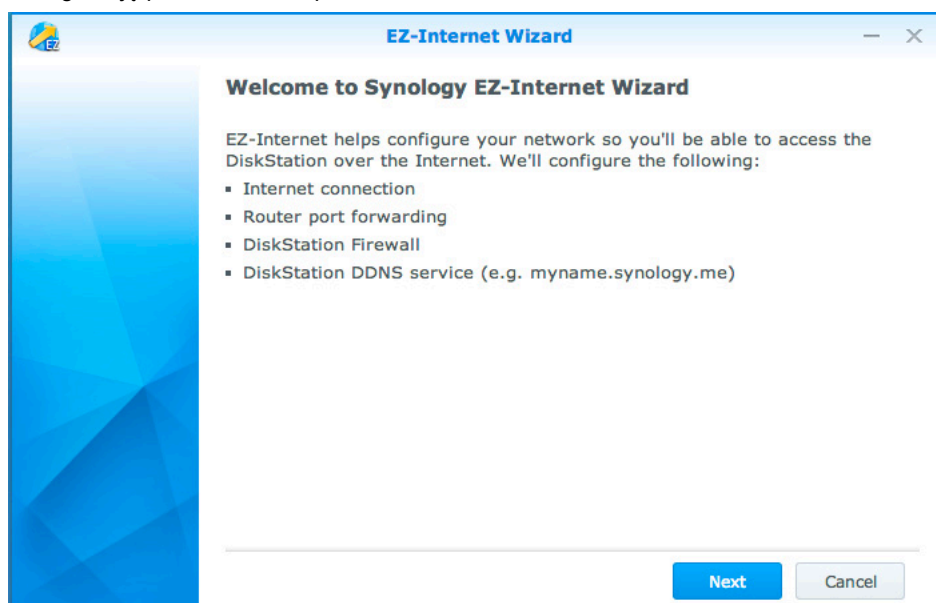 EZ
EZ-Internet Wizard
Welcome to Synology EZ-Internet Wizard
EZ-Internet helps configure your network so you'll be able to access the
DiskStation over the Internet. We'll configure the following:
▪ Internet connection
▪ Router port forwarding
▪ DiskStation Firewall
▪ DiskStation DDNS service (e.g. myname.synology.me)
Next Cancel